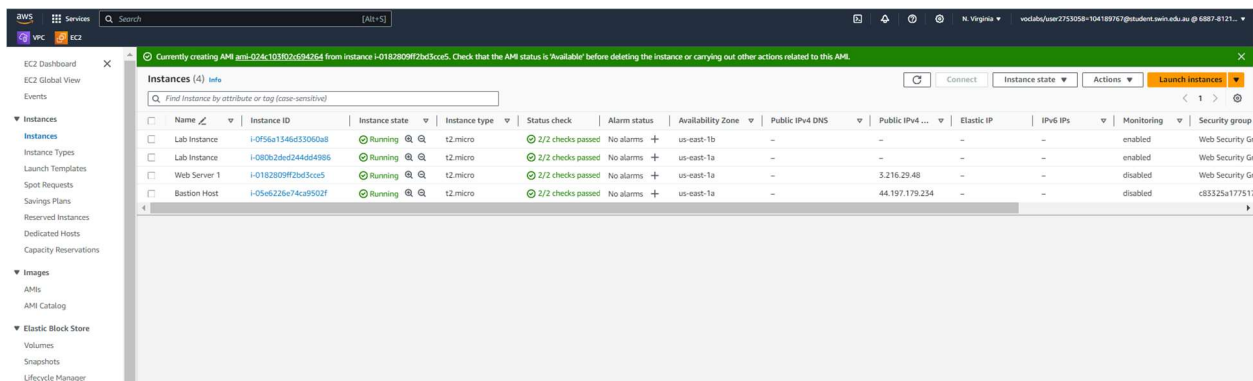 aws Services Search [Alt+S] N. Virginia voclabs/user2753058=104189767@student.swin.edu.au @ 6887-8121...
VPC EC2
EC2 Dashboard
EC2 Global View
Events
Instances
Instances
Instance Types
Launch Templates
Spot Requests
Savings Plans
Reserved Instances
Dedicated Hosts
Capacity Reservations
Images
AMIs
AMI Catalog
Elastic Block Store
Volumes
Snapshots
Lifecycle Manager
Currently creating AMI ami-024c103f02c694264 from instance i-0182809ff2bd3cce5. Check that the AMI status is 'Available' before deleting the instance or carrying out other actions related to this AMI.
Instances (4) Info Connect Instance state Actions Launch instances
Find Instance by attribute or tag (case-sensitive) 1
Name Instance ID Instance state Instance type Status check Alarm status Availability Zone Public IPv4 DNS Public IPv4 ... Elastic IP IPv6 IPs Monitoring Security group
Lab Instance i-0f56a1346d33060a8 Running t2.micro 2/2 checks passed No alarms + us-east-1b – – – – enabled Web Security Gr
Lab Instance i-080b2ded244dd4986 Running t2.micro 2/2 checks passed No alarms + us-east-1a – – – – enabled Web Security Gr
Web Server 1 i-0182809ff2bd3cce5 Running t2.micro 2/2 checks passed No alarms + us-east-1a – 3.216.29.48 – – disabled Web Security Gr
Bastion Host i-05e6226e74ca9502f Running t2.micro 2/2 checks passed No alarms + us-east-1a – 44.197.179.234 – – disabled c83325a177517